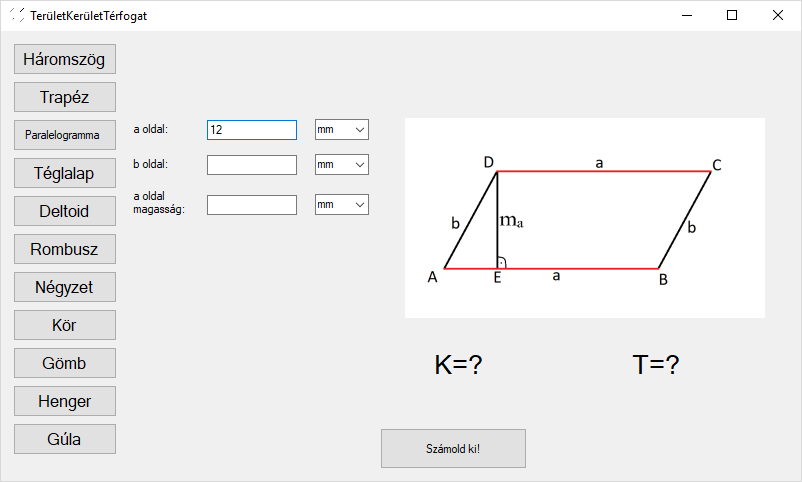 TerületKerületTérfogat
Háromszög
Trapéz
Paralelogramma
Téglalap
Deltoid
Rombusz
Négyzet
Kör
Gömb
Henger
Gúla
a oldal: 12 mm
b oldal: mm
a oldal
magasság: mm
D a C
b mₐ b
A E a B
K=? T=?
Számold ki!